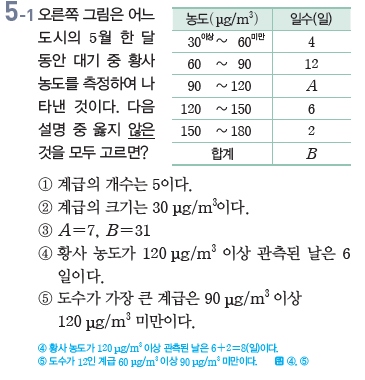 5-1 오른쪽 그림은 어느
도시의 5월 한 달
동안 대기 중 황사
농도를 측정하여 나
타낸 것이다. 다음
설명 중 옳지 않은
것을 모두 고르면?
농도(μg/m³) 일수(일)
30이상 ~ 60미만 4
60 ~ 90 12
90 ~ 120 A
120 ~ 150 6
150 ~ 180 2
합계 B
① 계급의 개수는 5이다.
② 계급의 크기는 30 μg/m³이다.
③ A=7, B=31
④ 황사 농도가 120 μg/m³ 이상 관측된 날은 6
일이다.
⑤ 도수가 가장 큰 계급은 90 μg/m³ 이상
120 μg/m³ 미만이다.
④ 황사 농도가 120 μg/m³ 이상 관측된 날은 6+2=8(일)이다.
⑤ 도수가 12인 계급 60 μg/m³ 이상 90 μg/m³ 미만이다. 답 ④, ⑤